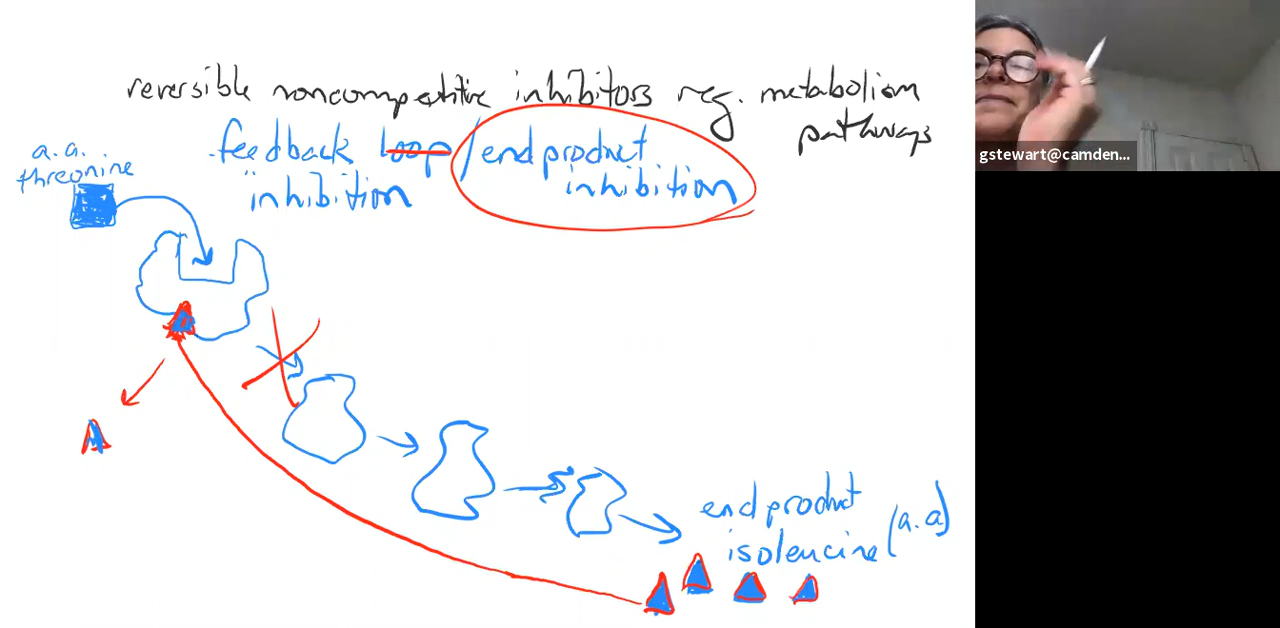 reversible noncompetitive inhibitors reg. metabolism
pathways
feedback loop / end product
inhibition inhibition
a.a.
threonine
end product
isoleucine (a.a)
gstewart@camden...